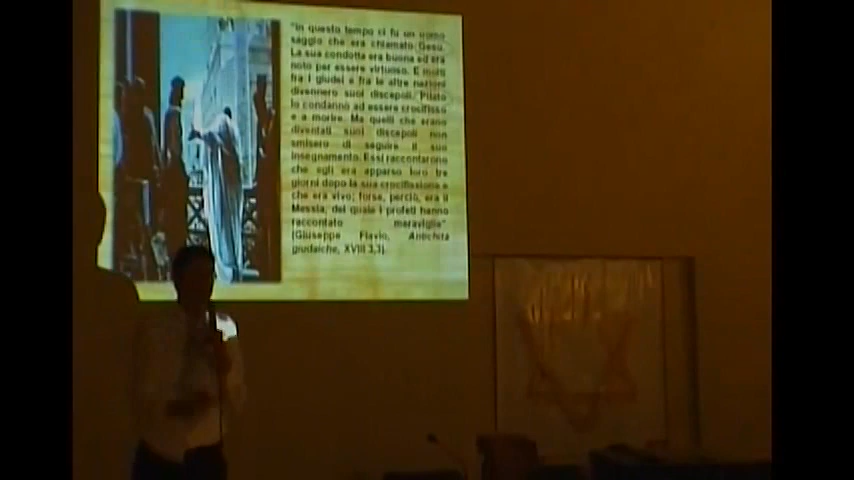 "In questo tempo ci fu un uomo
saggio che era chiamato Gesù.
La sua condotta era buona ed era
noto per essere virtuoso. E molti
fra i giudei e fra le altre nazioni
divennero suoi discepoli. Pilato
lo condannò ad essere crocifisso
e a morire. Ma quelli che erano
diventati suoi discepoli non
smisero di seguire il suo
insegnamento. Essi raccontarono
che egli era apparso loro tre
giorni dopo la sua crocifissione e
che era vivo; forse, perciò, era il
Messia, del quale i profeti hanno
raccontato meraviglie"
(Giuseppe Flavio, Antichità
giudaiche, XVIII 3,3).